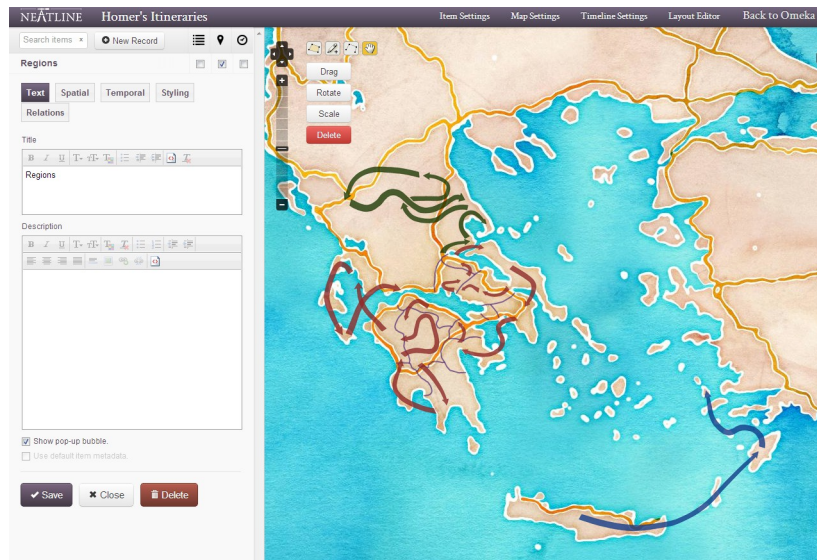 NEATLINE Homer's Itineraries Item Settings Map Settings Timeline Settings Layout Editor Back to Omeka
Search items × New Record
Regions
Text Spatial Temporal Styling
Relations
Title
B I U
Regions
Description
B I U
Show pop-up bubble.
Use default item metadata.
Save Close Delete
Drag
Rotate
Scale
Delete